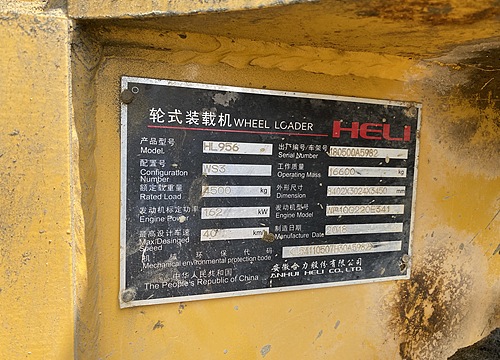 轮式装载机 WHEEL LOADER HELI
产品型号 Model HL956 出厂编号/车架号 Serial Number 180500A5982
配置号 Configuration Number WS3 工作质量 Operating Mass 16600 kg
额定载重量 Rated Load 4500 kg 外形尺寸 Dimension 8402X3024X3450 mm
发动机标定功率 Engine Power 162 kW 发动机型号 Engine Model
最高设计车速 Max.Desinged Speed 40 km/h 制造日期 Manufacture Date 2018
机械环保代码 Mechanical environmental protection code
中华人民共和国 安徽合力股份有限公司
The People's Republic of China ANHUI HELI CO., LTD.